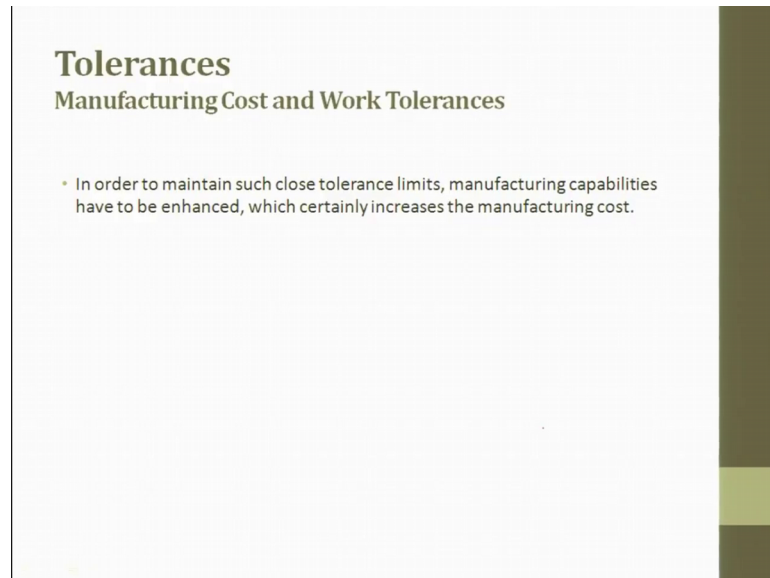 Tolerances
Manufacturing Cost and Work Tolerances
• In order to maintain such close tolerance limits, manufacturing capabilities
have to be enhanced, which certainly increases the manufacturing cost.